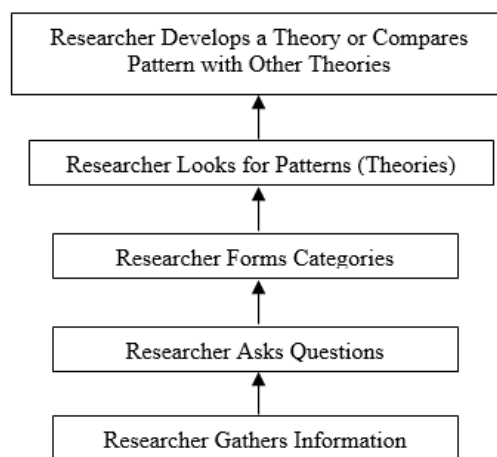 Researcher Develops a Theory or Compares
Pattern with Other Theories
Researcher Looks for Patterns (Theories)
Researcher Forms Categories
Researcher Asks Questions
Researcher Gathers Information